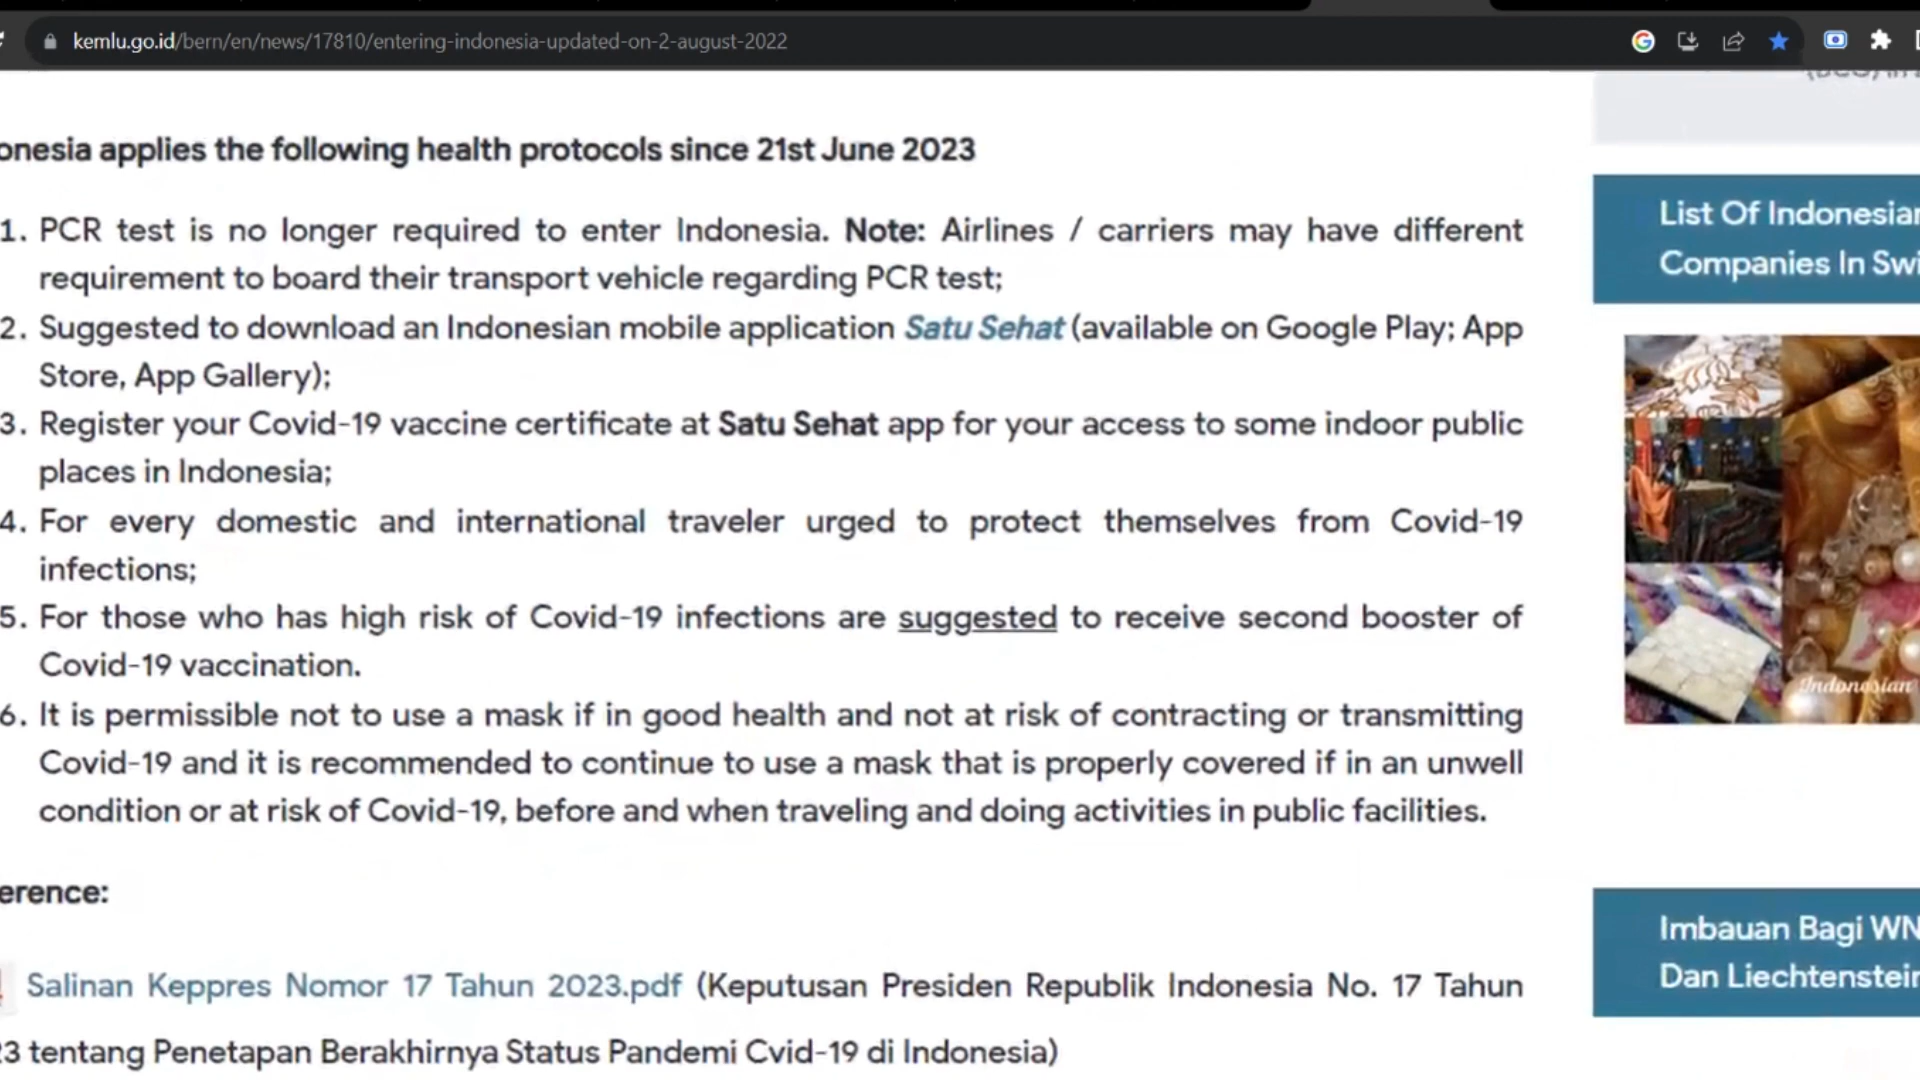 kemlu.go.id/bern/en/news/17810/entering-indonesia-updated-on-2-august-2022
onesia applies the following health protocols since 21st June 2023
1. PCR test is no longer required to enter Indonesia. Note: Airlines / carriers may have different
requirement to board their transport vehicle regarding PCR test;
2. Suggested to download an Indonesian mobile application Satu Sehat (available on Google Play; App
Store, App Gallery);
3. Register your Covid-19 vaccine certificate at Satu Sehat app for your access to some indoor public
places in Indonesia;
4. For every domestic and international traveler urged to protect themselves from Covid-19
infections;
5. For those who has high risk of Covid-19 infections are suggested to receive second booster of
Covid-19 vaccination.
6. It is permissible not to use a mask if in good health and not at risk of contracting or transmitting
Covid-19 and it is recommended to continue to use a mask that is properly covered if in an unwell
condition or at risk of Covid-19, before and when traveling and doing activities in public facilities.
erence:
Salinan Keppres Nomor 17 Tahun 2023.pdf (Keputusan Presiden Republik Indonesia No. 17 Tahun
23 tentang Penetapan Berakhirnya Status Pandemi Cvid-19 di Indonesia)
List Of Indonesian
Companies In Swi
Indonesian
Imbauan Bagi WN
Dan Liechtenstein